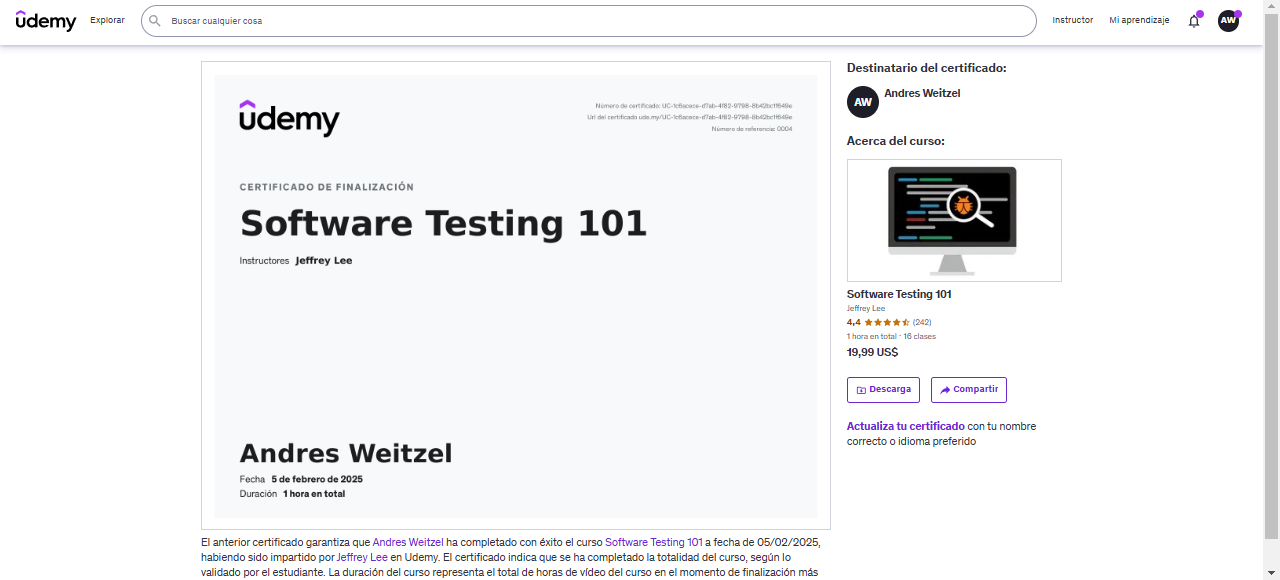 udemy
Explorar
Buscar cualquier cosa
Instructor
Mi aprendizaje
AW
udemy
Número de certificado: UC-1c6acece-d7ab-4f82-9798-8b42bc1f649e
Url del certificado ude.my/UC-1c6acece-d7ab-4f82-9798-8b42bc1f649e
Número de referencia: 0004
CERTIFICADO DE FINALIZACIÓN
Software Testing 101
Instructores Jeffrey Lee
Andres Weitzel
Fecha 5 de febrero de 2025
Duración 1 hora en total
El anterior certificado garantiza que Andres Weitzel ha completado con éxito el curso Software Testing 101 a fecha de 05/02/2025,
habiendo sido impartido por Jeffrey Lee en Udemy. El certificado indica que se ha completado la totalidad del curso, según lo
validado por el estudiante. La duración del curso representa el total de horas de vídeo del curso en el momento de finalización más
Destinatario del certificado:
AW
Andres Weitzel
Acerca del curso:
Software Testing 101
Jeffrey Lee
4,4 (242)
1 hora en total · 16 clases
19,99 US$
Descarga
Compartir
Actualiza tu certificado con tu nombre
correcto o idioma preferido